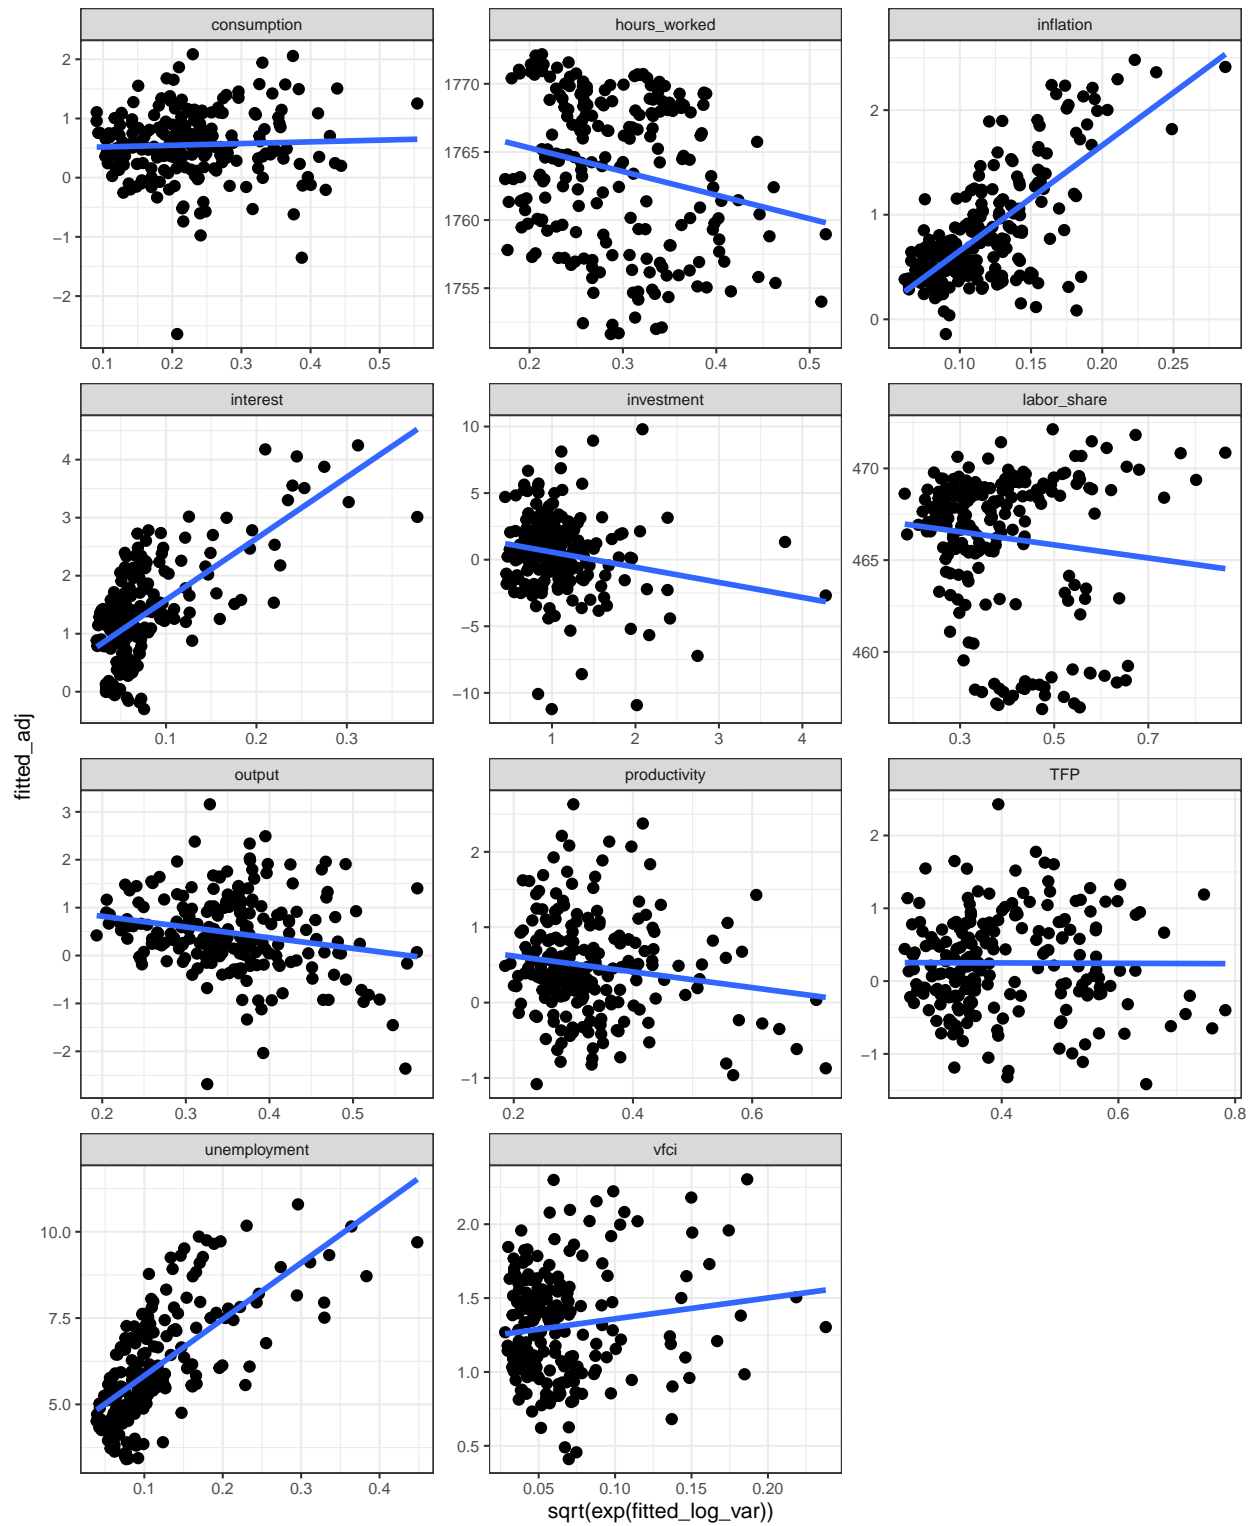 consumption
hours_worked
inflation
2
1
0
−1
−2
1770
1765
1760
1755
2
1
0
0.1 0.2 0.3 0.4 0.5
0.2 0.3 0.4 0.5
0.10 0.15 0.20 0.25
interest
investment
labor_share
4
3
2
1
0
10
5
0
−5
−10
470
465
460
0.1 0.2 0.3
1 2 3 4
0.3 0.5 0.7
fitted_adj
output
productivity
TFP
3
2
1
0
−1
−2
2
1
0
−1
2
1
0
−1
0.2 0.3 0.4 0.5
0.2 0.4 0.6
0.4 0.6 0.8
unemployment
vfci
10.0
7.5
5.0
2.0
1.5
1.0
0.5
0.1 0.2 0.3 0.4
0.05 0.10 0.15 0.20
sqrt(exp(fitted_log_var))